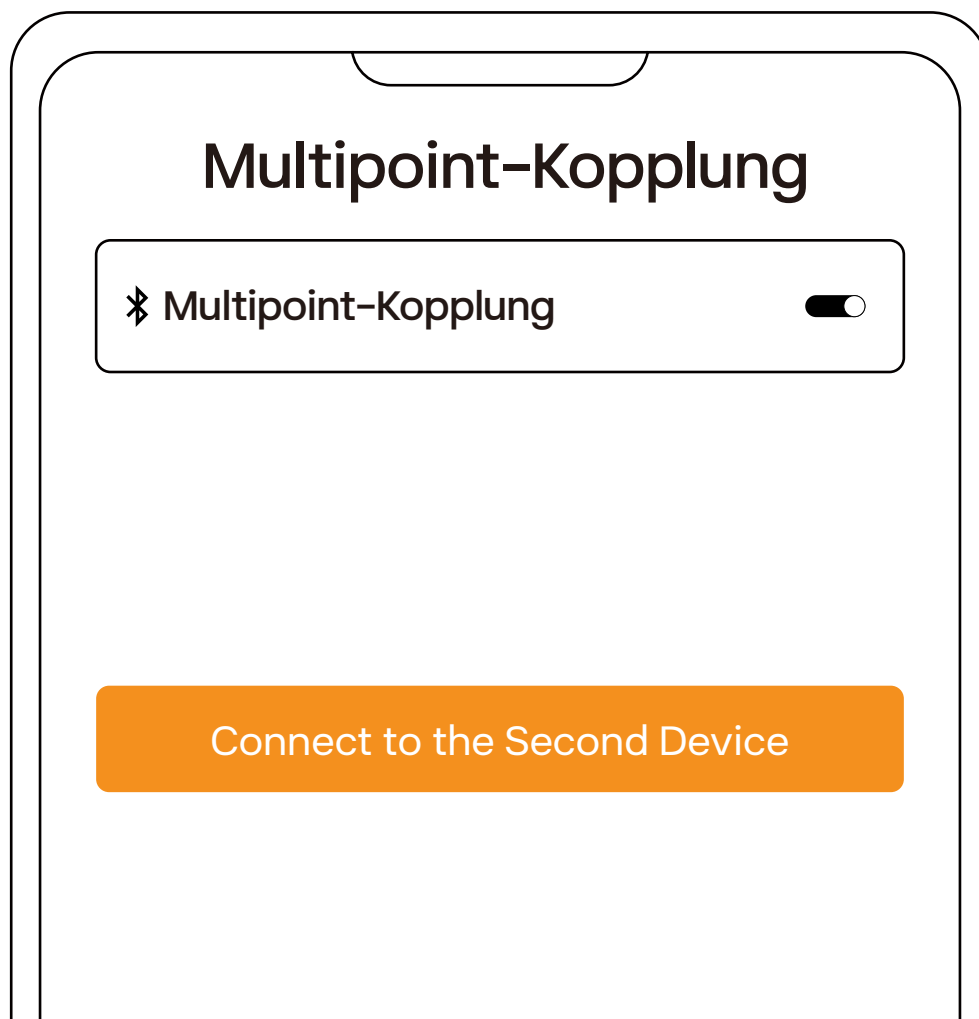 Multipoint-Kopplung
Multipoint-Kopplung
Connect to the Second Device